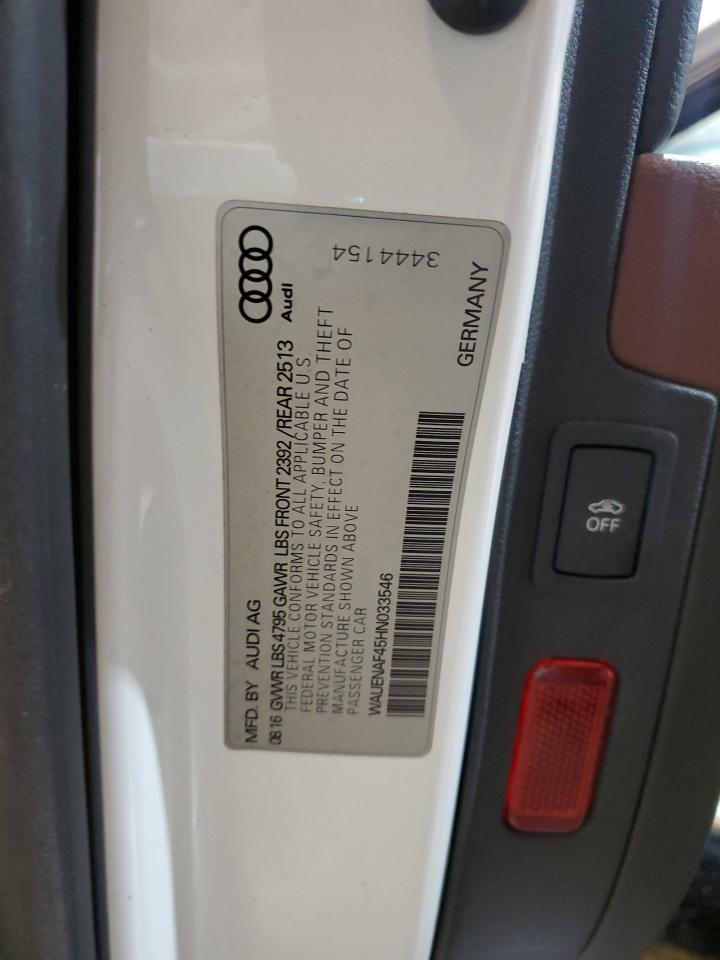 MFD. BY AUDI AG
Audi
08 16 GVWR LBS 4795 GAWR LBS FRONT 2392/REAR 2513
THIS VEHICLE CONFORMS TO ALL APPLICABLE U.S.
FEDERAL MOTOR VEHICLE SAFETY, BUMPER AND THEFT
PREVENTION STANDARDS IN EFFECT ON THE DATE OF
MANUFACTURE SHOWN ABOVE
PASSENGER CAR
WAUENAF45HN033546
GERMANY
3444154
OFF